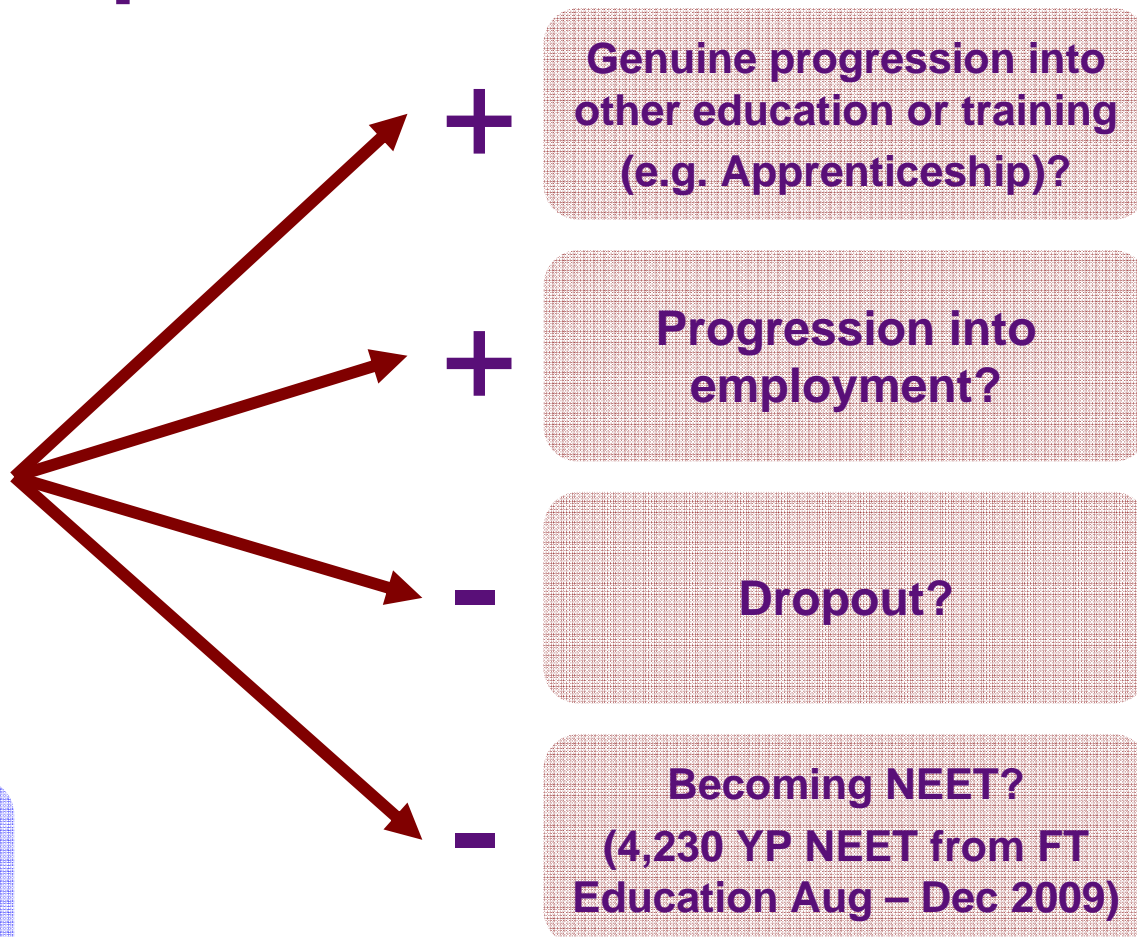 +
Genuine progression into
other education or training
(e.g. Apprenticeship)?
+
Progression into
employment?
-
Dropout?
-
Becoming NEET?
(4,230 YP NEET from FT
Education Aug – Dec 2009)